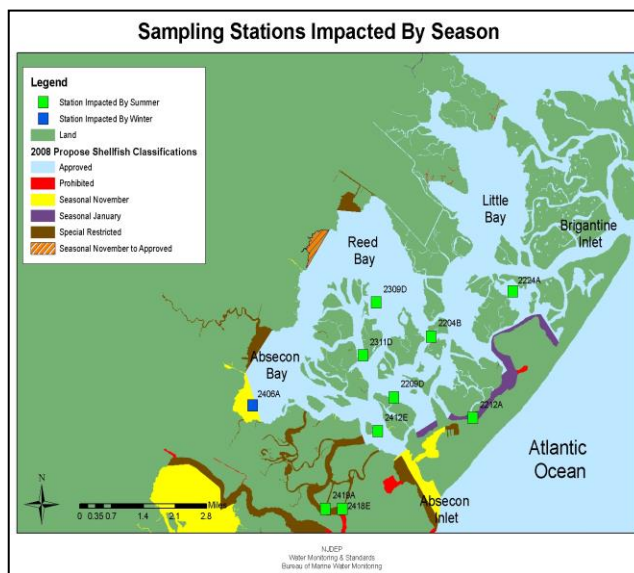 Sampling Stations Impacted By Season
Legend
Station Impacted By Summer
Station Impacted By Winter
Land
2008 Propose Shellfish Classifications
Approved
Prohibited
Seasonal November
Seasonal January
Special Restricted
Seasonal November to Approved
Little
Bay
Brigantine
Inlet
Reed
Bay
2224A
2309D
2204B
2311D
Absecon
Bay
2406A
2209D
2212A
2412E
Atlantic
Ocean
Absecon
Inlet
N
Miles
0 0.35 0.7 1.4 2.1 2.8
2419A
2418E
NJDEP
Water Monitoring & Standards
Bureau of Marine Water Monitoring